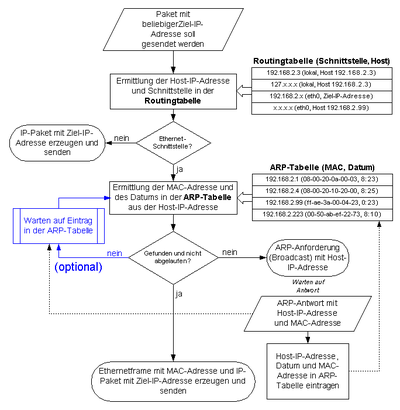 Paket mit
beliebigerZiel-IP-
Adresse soll
gesendet werden
Routingtabelle (Schnittstelle, Host)
192.168.2.3 (lokal, Host 192.168.2.3)
127.x.x.x (lokal, Host 192.168.2.3)
192.168.2.x (eth0, Ziel-IP-Adresse)
x.x.x.x (eth0, Host 192.168.2.99)
Ermittlung der Host-IP-Adresse
und Schnittstelle in der
Routingtabelle
IP-Paket mit Ziel-IP-
Adresse erzeugen und
senden
nein
Ethernet-
Schnittstelle?
ja
ARP-Tabelle (MAC, Datum)
192.168.2.1 (08-00-20-0a-00-03, 8:23)
192.168.2.4 (08-00-20-10-20-00, 8:25)
192.168.2.99 (ff-ae-3a-00-04-23, 0:23)
192.168.2.223 (00-50-ab-ef-22-73, 8:10)
Ermittlung der MAC-Adresse und
des Datums in der ARP-Tabelle
aus der Host-IP-Adresse
Warten auf Eintrag
in der ARP-Tabelle
(optional)
nein
Gefunden und nicht
abgelaufen?
nein
ja
ARP-Anforderung
(Broadcast) mit Host-
IP-Adresse
Warten auf
Antwort
ARP-Antwort mit
Host-IP-Adresse
und MAC-Adresse
Ethernetframe mit MAC-Adresse und IP-
Paket mit Ziel-IP-Adresse erzeugen und
senden
Host-IP-Adresse,
Datum und MAC-
Adresse in ARP-
Tabelle eintragen